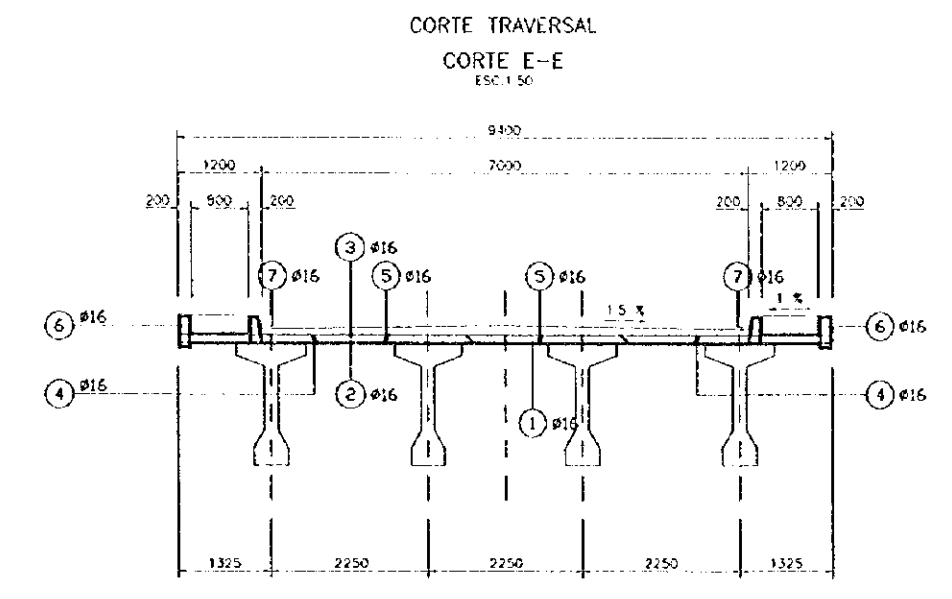 CORTE TRAVERSAL
CORTE E-E
ESC.1 50
9400
1200 7000 1200
200 800 200 200 800 200
3 Ø16
7 Ø16 5 Ø16 5 Ø16 7 Ø16
1 %
1.5 %
6 Ø16 6 Ø16
4 Ø16 2 Ø16 4 Ø16
1 Ø16
1325 2250 2250 2250 1325